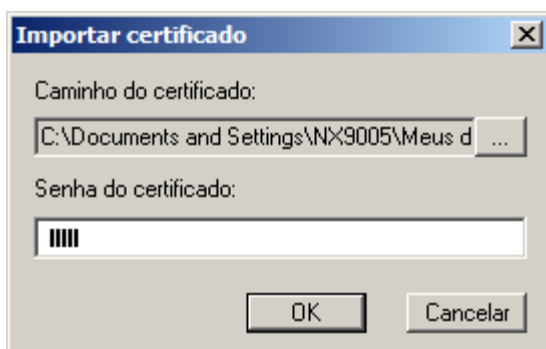 Importar certificado
Caminho do certificado:
C:\Documents and Settings\NX9005\Meus d ...
Senha do certificado:
OK Cancelar